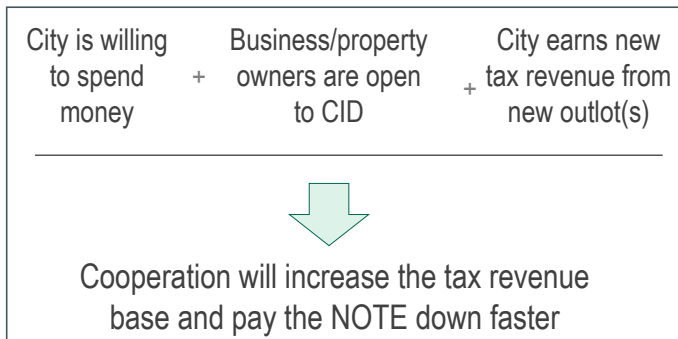 City is willing
to spend
money
+
Business/property
owners are open
to CID
+
City earns new
tax revenue from
new outlot(s)
Cooperation will increase the tax revenue
base and pay the NOTE down faster